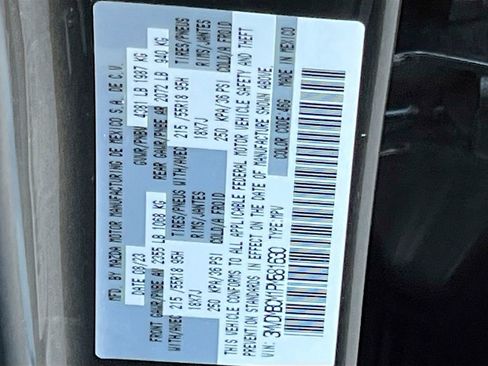 MFD. BY MAZDA MOTOR MANUFACTURING DE MEXICO S.A. DE C.V.
DATE: 09/23 GVWR/PNBV 4381 LB 1987 KG
FRONT GAWR/PNBE AV 2355 LB 1068 KG REAR GAWR/PNBE AR 2072 LB 940 KG
WITH/AVEC TIRES/PNEUS WITH/AVEC TIRES/PNEUS
215 /55R18 95H 215 /55R18 95H
RIMS/JANTES RIMS/JANTES
18X7J 18X7J
COLD/A FROID COLD/A FROID
250 KPA/36 PSI 250 KPA/36 PSI
THIS VEHICLE CONFORMS TO ALL APPLICABLE FEDERAL MOTOR VEHICLE SAFETY AND THEFT
PREVENTION STANDARDS IN EFFECT ON THE DATE OF MANUFACTURE SHOWN ABOVE.
VIN: TYPE:MPV COLOR CODE 46G MADE IN MEXICO